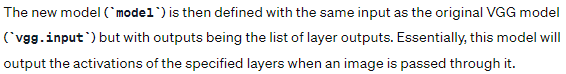 The new model (`model`) is then defined with the same input as the original VGG model
(`vgg.input`) but with outputs being the list of layer outputs. Essentially, this model will
output the activations of the specified layers when an image is passed through it.